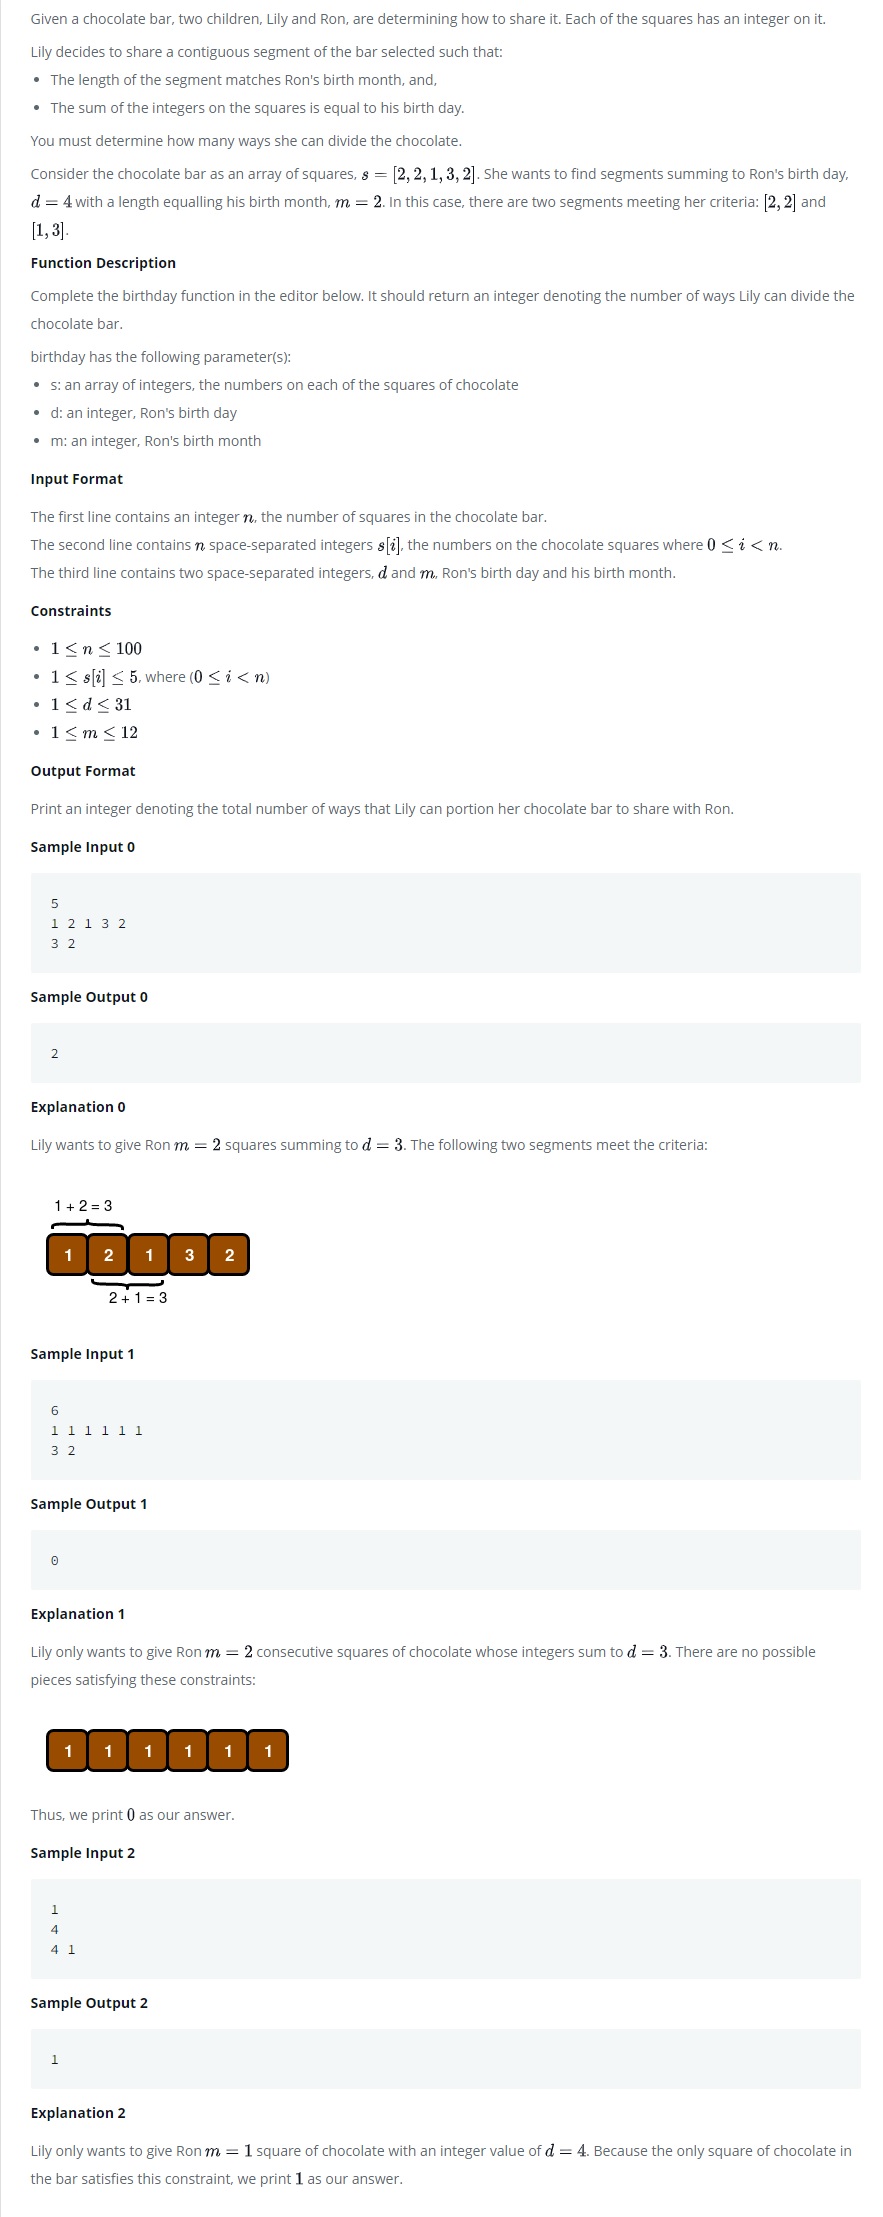 Given a chocolate bar, two children, Lily and Ron, are determining how to share it. Each of the squares has an integer on it.
Lily decides to share a contiguous segment of the bar selected such that:
• The length of the segment matches Ron's birth month, and,
• The sum of the integers on the squares is equal to his birth day.
You must determine how many ways she can divide the chocolate.
Consider the chocolate bar as an array of squares, s = [2, 2, 1, 3, 2]. She wants to find segments summing to Ron's birth day,
d = 4 with a length equalling his birth month, m = 2. In this case, there are two segments meeting her criteria: [2, 2] and
[1, 3].
Function Description
Complete the birthday function in the editor below. It should return an integer denoting the number of ways Lily can divide the
chocolate bar.
birthday has the following parameter(s):
• s: an array of integers, the numbers on each of the squares of chocolate
• d: an integer, Ron's birth day
• m: an integer, Ron's birth month
Input Format
The first line contains an integer n, the number of squares in the chocolate bar.
The second line contains n space-separated integers s[i], the numbers on the chocolate squares where 0 ≤ i < n.
The third line contains two space-separated integers, d and m, Ron's birth day and his birth month.
Constraints
• 1 ≤ n ≤ 100
• 1 ≤ s[i] ≤ 5, where (0 ≤ i < n)
• 1 ≤ d ≤ 31
• 1 ≤ m ≤ 12
Output Format
Print an integer denoting the total number of ways that Lily can portion her chocolate bar to share with Ron.
Sample Input 0
5
1 2 1 3 2
3 2
Sample Output 0
2
Explanation 0
Lily wants to give Ron m = 2 squares summing to d = 3. The following two segments meet the criteria:
1 + 2 = 3
1 2 1 3 2
2 + 1 = 3
Sample Input 1
6
1 1 1 1 1 1
3 2
Sample Output 1
0
Explanation 1
Lily only wants to give Ron m = 2 consecutive squares of chocolate whose integers sum to d = 3. There are no possible
pieces satisfying these constraints:
1 1 1 1 1 1
Thus, we print 0 as our answer.
Sample Input 2
1
4
4 1
Sample Output 2
1
Explanation 2
Lily only wants to give Ron m = 1 square of chocolate with an integer value of d = 4. Because the only square of chocolate in
the bar satisfies this constraint, we print 1 as our answer.